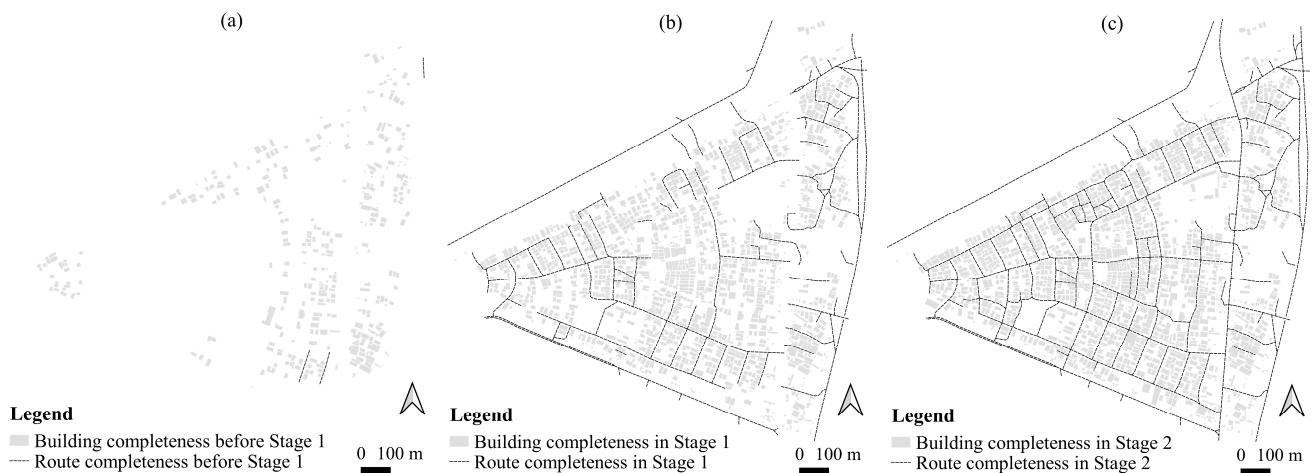 (a)
(b)
(c)
Legend
Building completeness before Stage 1
Route completeness before Stage 1
0 100 m
Legend
Building completeness in Stage 1
Route completeness in Stage 1
0 100 m
Legend
Building completeness in Stage 2
Route completeness in Stage 2
0 100 m